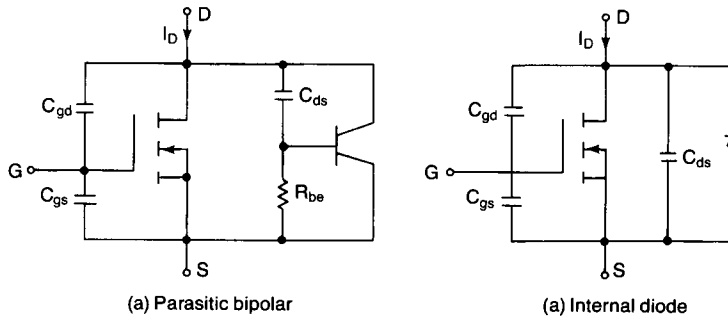 D
I_D
C_gd
C_ds
G
C_gs
R_be
S
(a) Parasitic bipolar
D
I_D
C_gd
C_ds
G
C_gs
S
(a) Internal diode